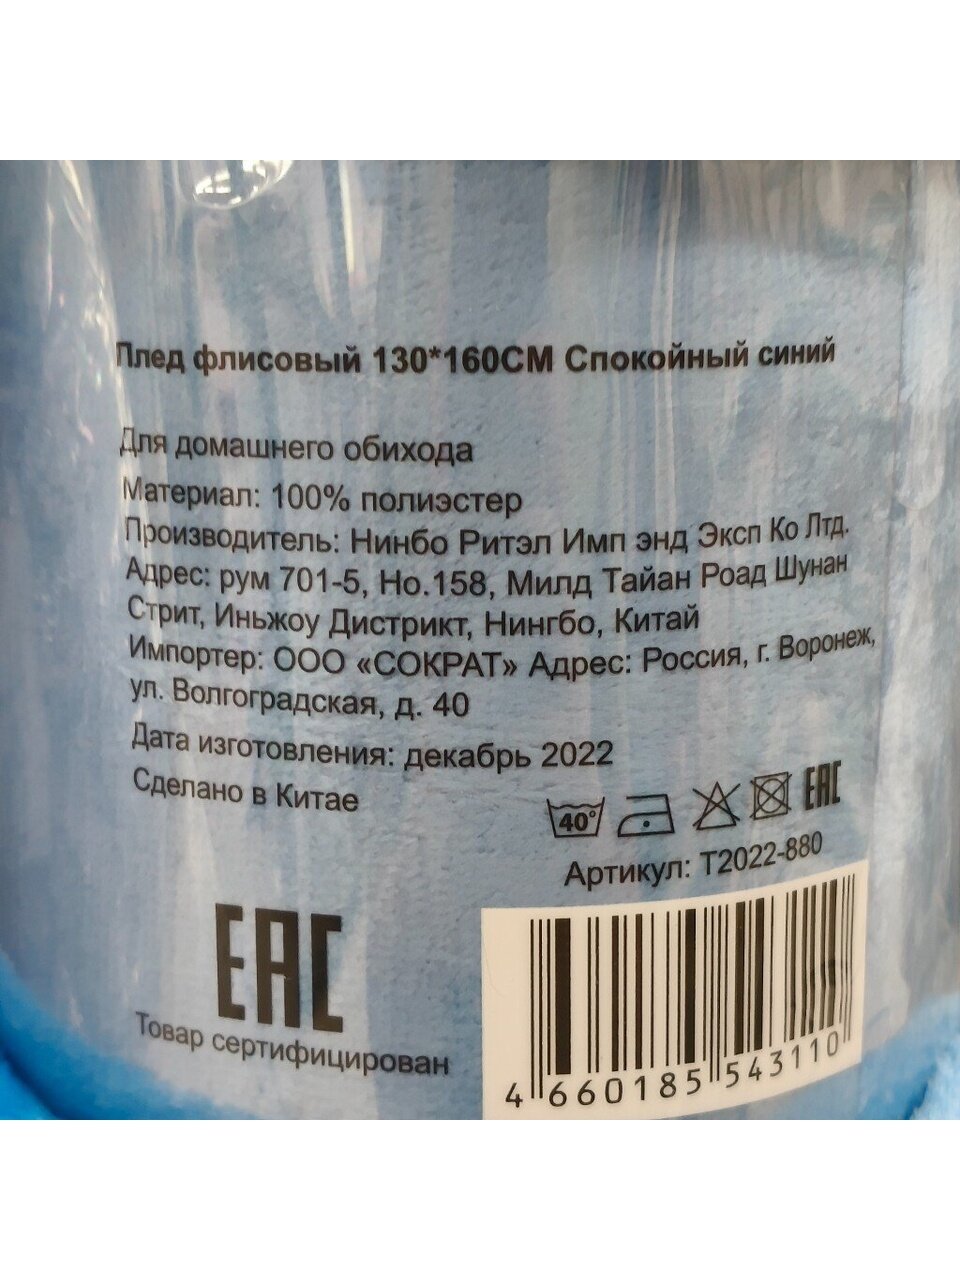 Плед флисовый 130*160СМ Спокойный синий
Для домашнего обихода
Материал: 100% полиэстер
Производитель: Нинбо Ритэл Имп энд Эксп Ко Лтд.
Адрес: рум 701-5, Но.158, Милд Тайан Роад Шунан
Стрит, Иньжоу Дистрикт, Нингбо, Китай
Импортер: ООО «СОКРАТ» Адрес: Россия, г. Воронеж,
ул. Волгоградская, д. 40
Дата изготовления: декабрь 2022
Сделано в Китае
40° EAC
Артикул: Т2022-880
EAC
Товар сертифицирован
4 660185 543110